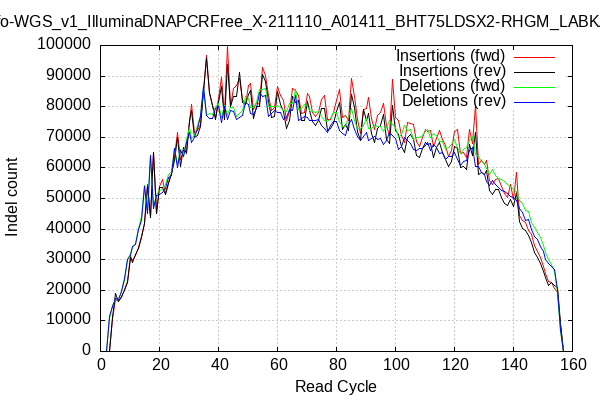 fo-WGS_v1_IlluminaDNAPCRFree_X-211110_A01411_BHT75LDSX2-RHGM_LABK
Insertions (fwd)
Insertions (rev)
Deletions (fwd)
Deletions (rev)
100000
90000
80000
70000
60000
50000
40000
30000
20000
10000
0
Indel count
0 20 40 60 80 100 120 140 160
Read Cycle